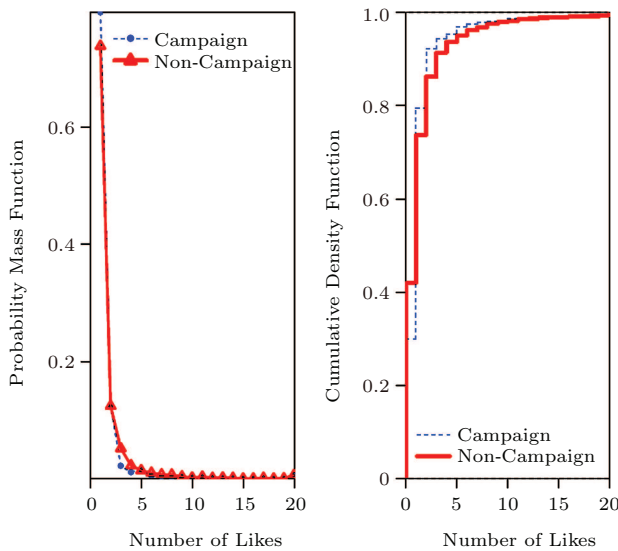 Campaign
Non-Campaign
Probability Mass Function
0.6
0.4
0.2
0
5
10
15
20
Number of Likes
1.0
0.8
0.6
0.4
0.2
0
Cumulative Density Function
Campaign
Non-Campaign
0
5
10
15
20
Number of Likes